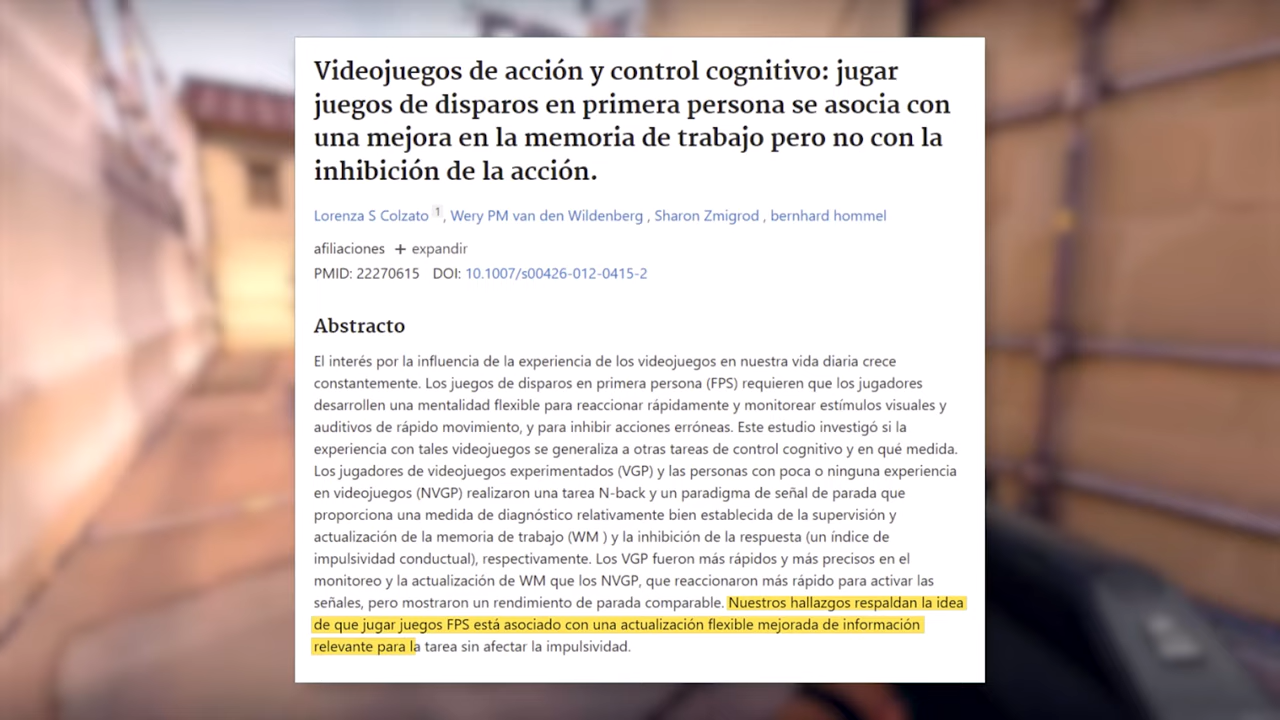 Videojuegos de acción y control cognitivo: jugar
juegos de disparos en primera persona se asocia con
una mejora en la memoria de trabajo pero no con la
inhibición de la acción.
Lorenza S Colzato 1, Wery PM van den Wildenberg , Sharon Zmigrod , bernhard hommel
afiliaciones + expandir
PMID: 22270615 DOI: 10.1007/s00426-012-0415-2
Abstracto
El interés por la influencia de la experiencia de los videojuegos en nuestra vida diaria crece
constantemente. Los juegos de disparos en primera persona (FPS) requieren que los jugadores
desarrollen una mentalidad flexible para reaccionar rápidamente y monitorear estímulos visuales y
auditivos de rápido movimiento, y para inhibir acciones erróneas. Este estudio investigó si la
experiencia con tales videojuegos se generaliza a otras tareas de control cognitivo y en qué medida.
Los jugadores de videojuegos experimentados (VGP) y las personas con poca o ninguna experiencia
en videojuegos (NVGP) realizaron una tarea N-back y un paradigma de señal de parada que
proporciona una medida de diagnóstico relativamente bien establecida de la supervisión y
actualización de la memoria de trabajo (WM ) y la inhibición de la respuesta (un índice de
impulsividad conductual), respectivamente. Los VGP fueron más rápidos y más precisos en el
monitoreo y la actualización de WM que los NVGP, que reaccionaron más rápido para activar las
señales, pero mostraron un rendimiento de parada comparable. Nuestros hallazgos respaldan la idea
de que jugar juegos FPS está asociado con una actualización flexible mejorada de información
relevante para la tarea sin afectar la impulsividad.